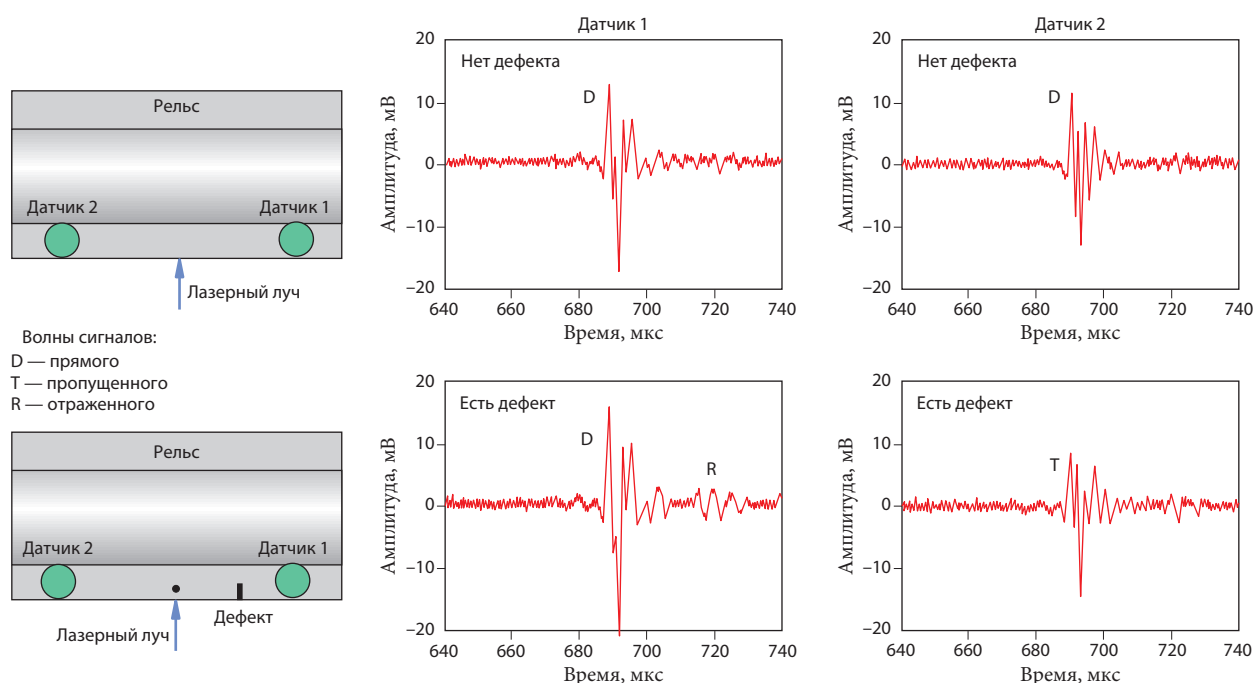 Рельс
Датчик 2
Датчик 1
Лазерный луч
Волны сигналов:
D — прямого
T — пропущенного
R — отраженного
Рельс
Датчик 2
Датчик 1
Дефект
Лазерный луч
Датчик 1
20
10
0
–10
–20
Амплитуда, мВ
Нет дефекта
D
640
660
680
700
720
740
Время, мкс
Датчик 2
20
10
0
–10
–20
Амплитуда, мВ
Нет дефекта
D
640
660
680
700
720
740
Время, мкс
20
10
0
–10
–20
Амплитуда, мВ
Есть дефект
D
R
640
660
680
700
720
740
Время, мкс
20
10
0
–10
–20
Амплитуда, мВ
Есть дефект
T
640
660
680
700
720
740
Время, мкс